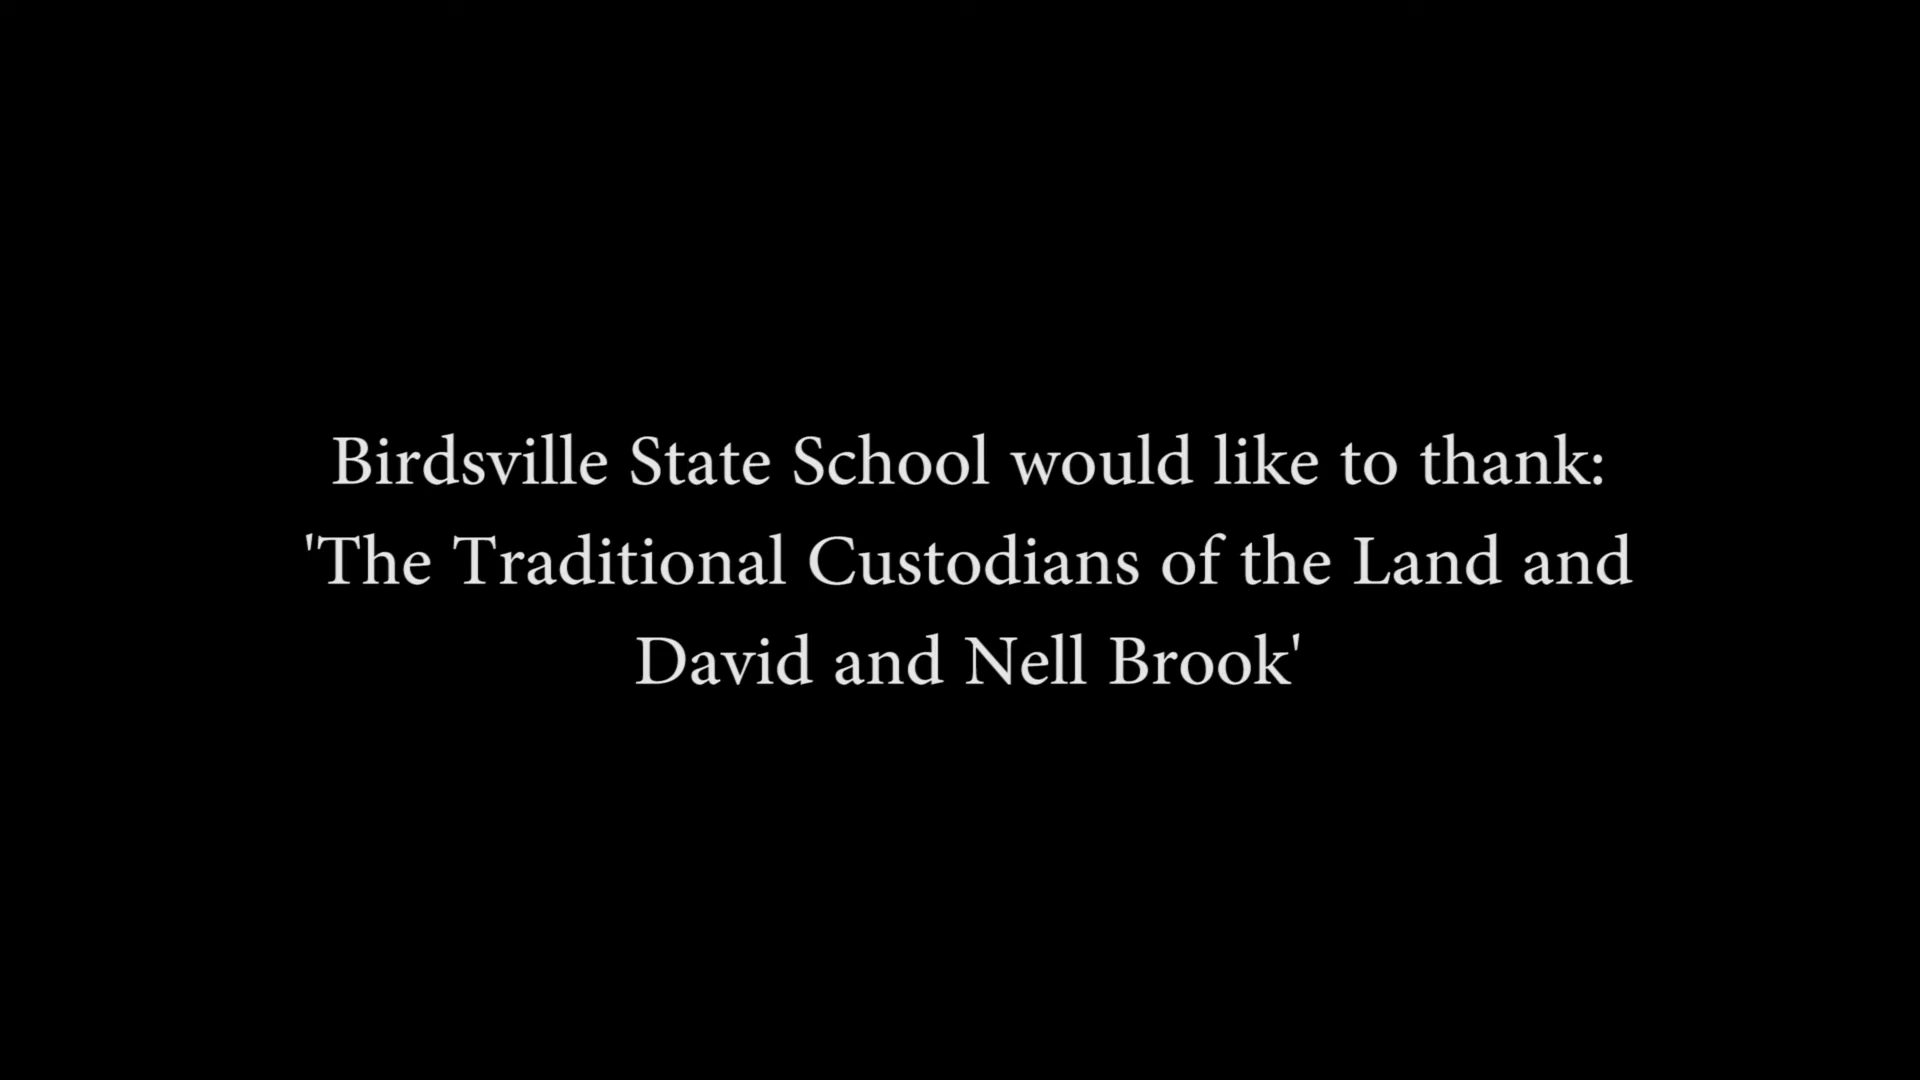 Birdsville State School would like to thank:
'The Traditional Custodians of the Land and
David and Nell Brook'